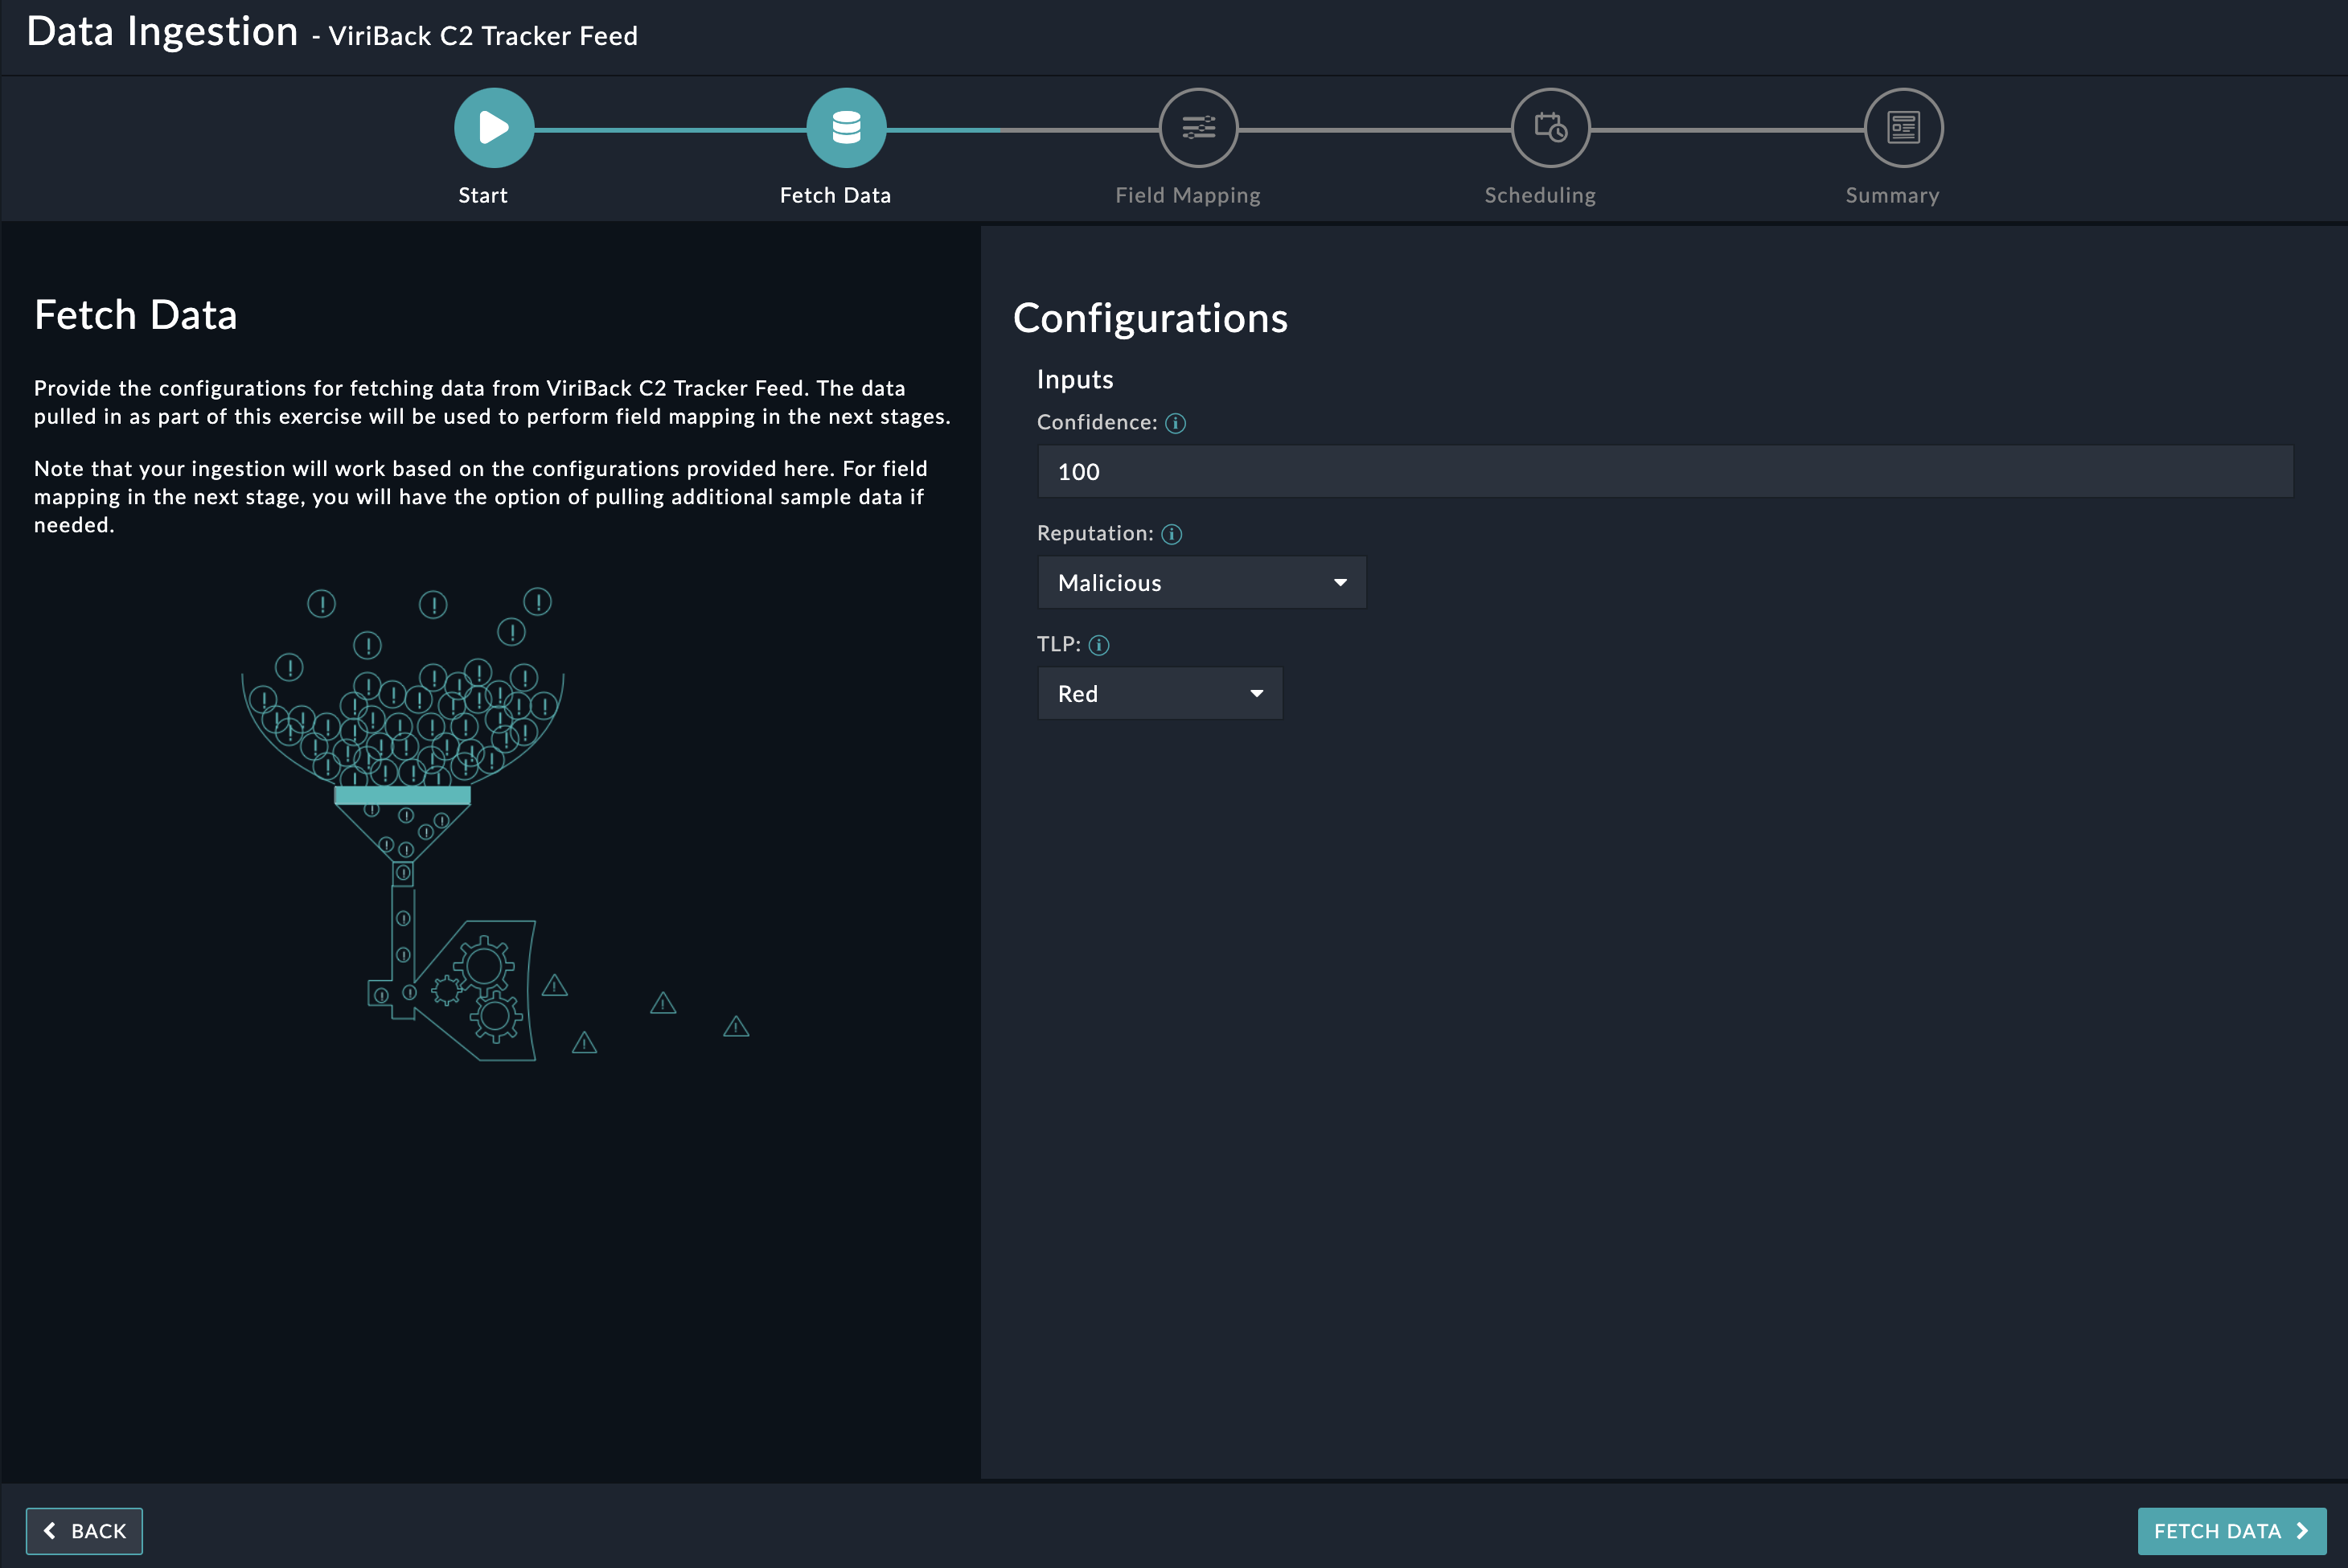 Data Ingestion - ViriBack C2 Tracker Feed
Start
Fetch Data
Field Mapping
Scheduling
Summary
Fetch Data
Provide the configurations for fetching data from ViriBack C2 Tracker Feed. The data
pulled in as part of this exercise will be used to perform field mapping in the next stages.
Note that your ingestion will work based on the configurations provided here. For field
mapping in the next stage, you will have the option of pulling additional sample data if
needed.
Configurations
Inputs
Confidence:
100
Reputation:
Malicious
TLP:
Red
BACK
FETCH DATA